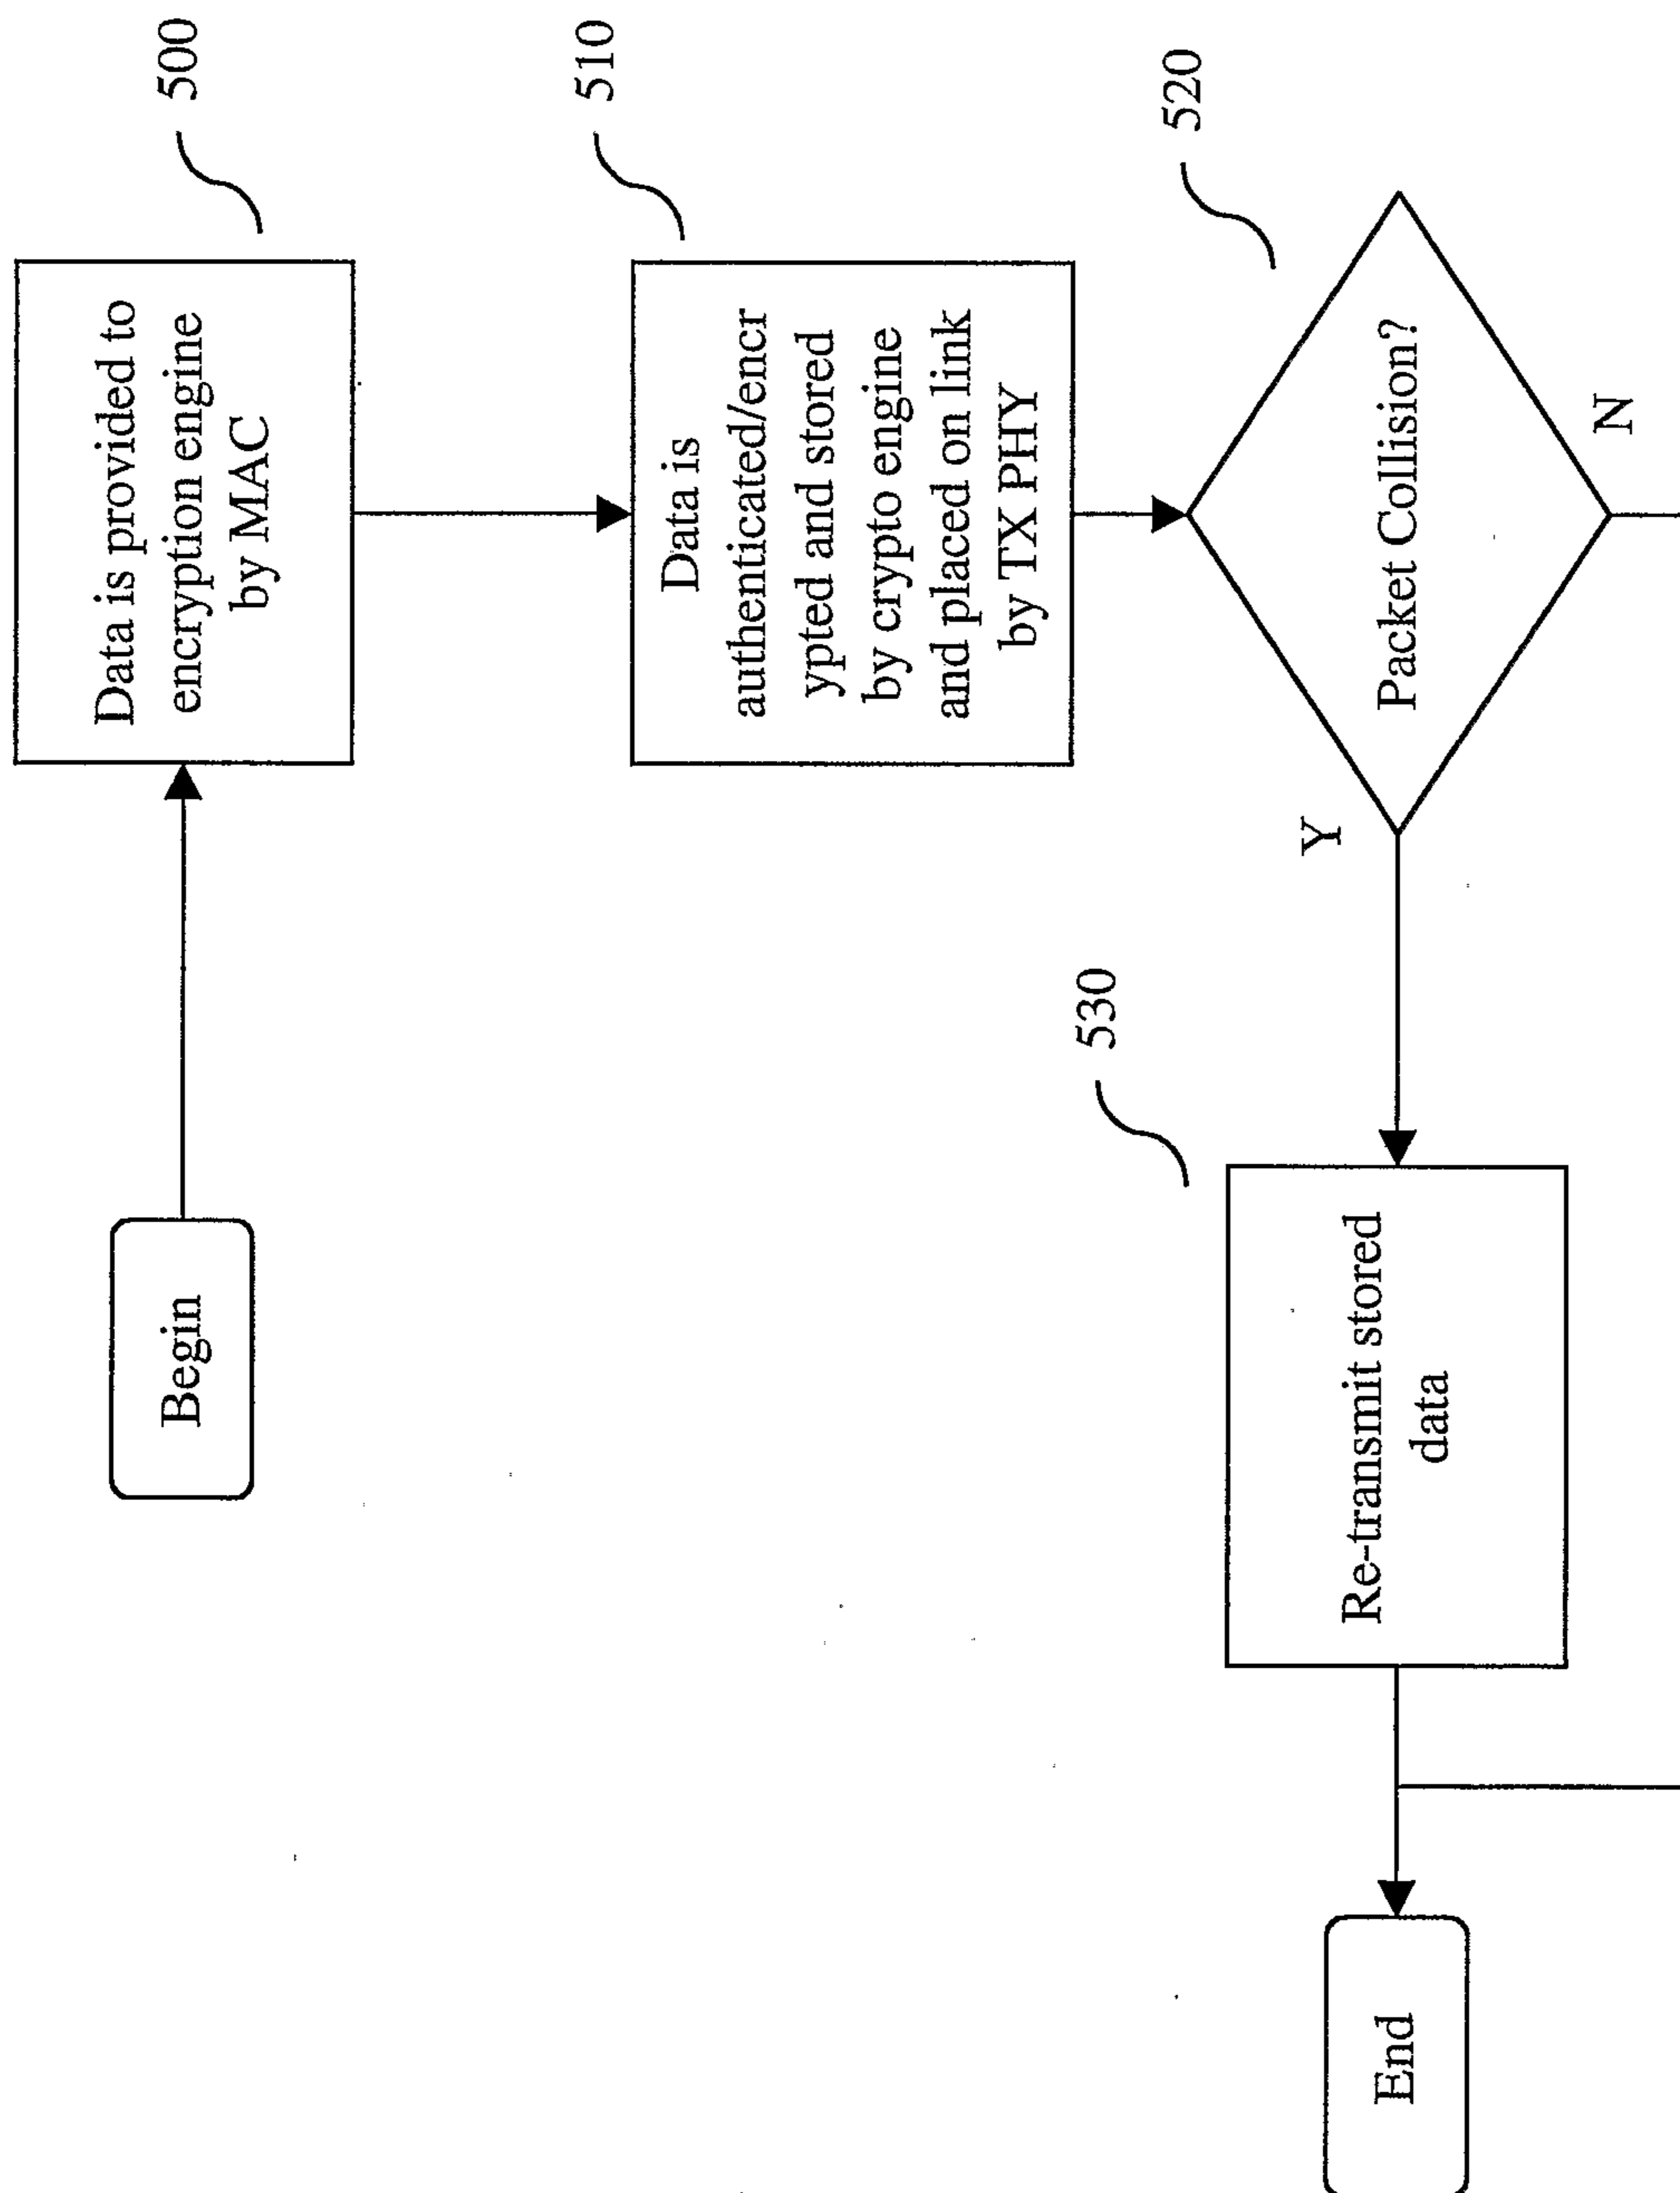 Begin
500
Data is provided to
encryption engine
by MAC
510
Data is
authenticated/encr
ypted and stored
by crypto engine
and placed on link
by TX PHY
520
Packet Collision?
Y
N
530
Re-transmit stored
data
End